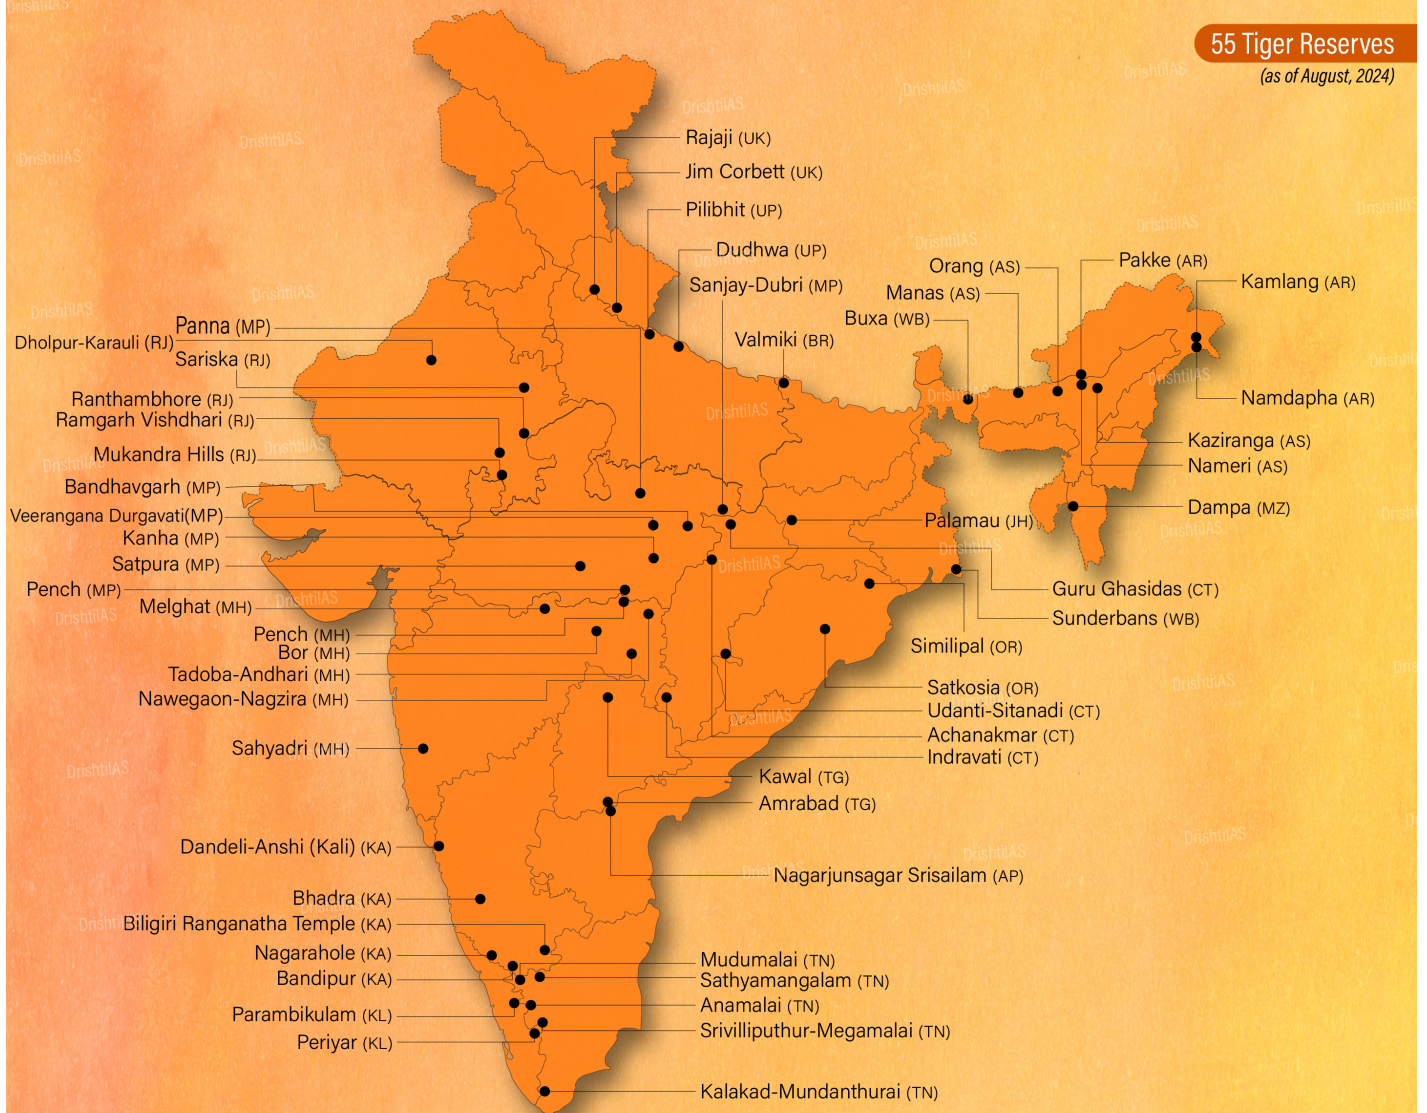 55 Tiger Reserves
(as of August, 2024)
Rajaji (UK)
Jim Corbett (UK)
Pilibhit (UP)
Dudhwa (UP)
Sanjay-Dubri (MP)
Valmiki (BR)
Buxa (WB)
Manas (AS)
Orang (AS)
Pakke (AR)
Kamlang (AR)
Namdapha (AR)
Kaziranga (AS)
Nameri (AS)
Dampa (MZ)
Panna (MP)
Dholpur-Karauli (RJ)
Sariska (RJ)
Ranthambhore (RJ)
Ramgarh Vishdhari (RJ)
Mukandra Hills (RJ)
Bandhavgarh (MP)
Veerangana Durgavati(MP)
Kanha (MP)
Satpura (MP)
Pench (MP)
Melghat (MH)
Pench (MH)
Bor (MH)
Tadoba-Andhari (MH)
Nawegaon-Nagzira (MH)
Sahyadri (MH)
Palamau (JH)
Guru Ghasidas (CT)
Sunderbans (WB)
Similipal (OR)
Satkosia (OR)
Udanti-Sitanadi (CT)
Achanakmar (CT)
Indravati (CT)
Kawal (TG)
Amrabad (TG)
Nagarjunsagar Srisailam (AP)
Dandeli-Anshi (Kali) (KA)
Bhadra (KA)
Biligiri Ranganatha Temple (KA)
Nagarahole (KA)
Bandipur (KA)
Parambikulam (KL)
Periyar (KL)
Mudumalai (TN)
Sathyamangalam (TN)
Anamalai (TN)
Srivilliputhur-Megamalai (TN)
Kalakad-Mundanthurai (TN)
DrishtiIAS